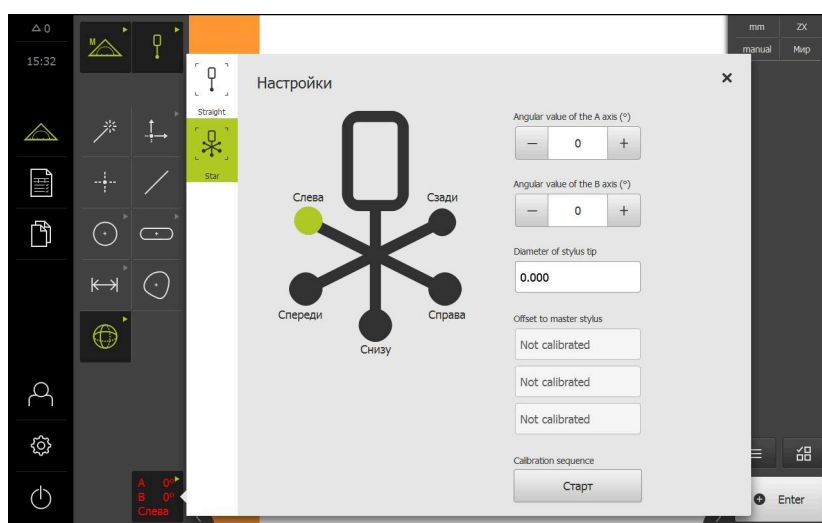 △ 0
15:32
M
mm
ZX
manual
Мир
Straight
Star
Настройки
×
Слева
Сзади
Спереди
Справа
Снизу
Angular value of the A axis (°)
− 0 +
Angular value of the B axis (°)
− 0 +
Diameter of stylus tip
0.000
Offset to master stylus
Not calibrated
Not calibrated
Not calibrated
Calibration sequence
Старт
A 0°
B 0°
Слева
Enter